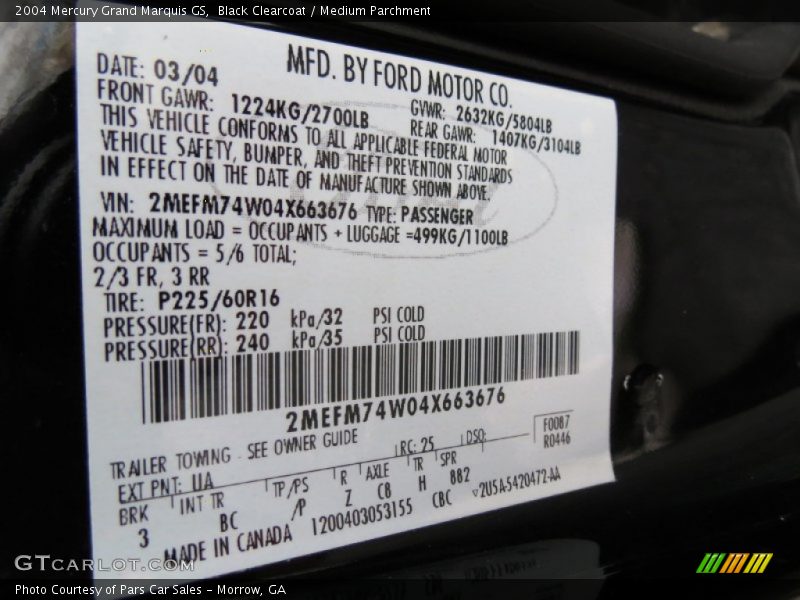 2004 Mercury Grand Marquis GS,  Black Clearcoat / Medium Parchment
MFD. BY FORD MOTOR CO.
DATE: 03/04
GVWR: 2632KG/5804LB
FRONT GAWR: 1224KG/2700LB
REAR GAWR: 1407KG/3104LB
THIS VEHICLE CONFORMS TO ALL APPLICABLE FEDERAL MOTOR
VEHICLE SAFETY, BUMPER, AND THEFT PREVENTION STANDARDS
IN EFFECT ON THE DATE OF MANUFACTURE SHOWN ABOVE.
VIN: 2MEFM74W04X663676 TYPE: PASSENGER
MAXIMUM LOAD = OCCUPANTS + LUGGAGE =499KG/1100LB
OCCUPANTS = 5/6 TOTAL;
2/3 FR, 3 RR
TIRE: P225/60R16
PRESSURE(FR): 220 kPa/32 PSI COLD
PRESSURE(RR): 240 kPa/35 PSI COLD
2MEFM74W04X663676
TRAILER TOWING - SEE OWNER GUIDE
F0087
R0446
EXT PNT: UA RC: 25 DSO:
BRK INT TR TP/PS R AXLE TR SPR
3 BC /P Z C8 H 882
MADE IN CANADA 1200403053155 CBC 2U5A-5420472-AA
GTCarLot.com
Photo Courtesy of Pars Car Sales - Morrow, GA